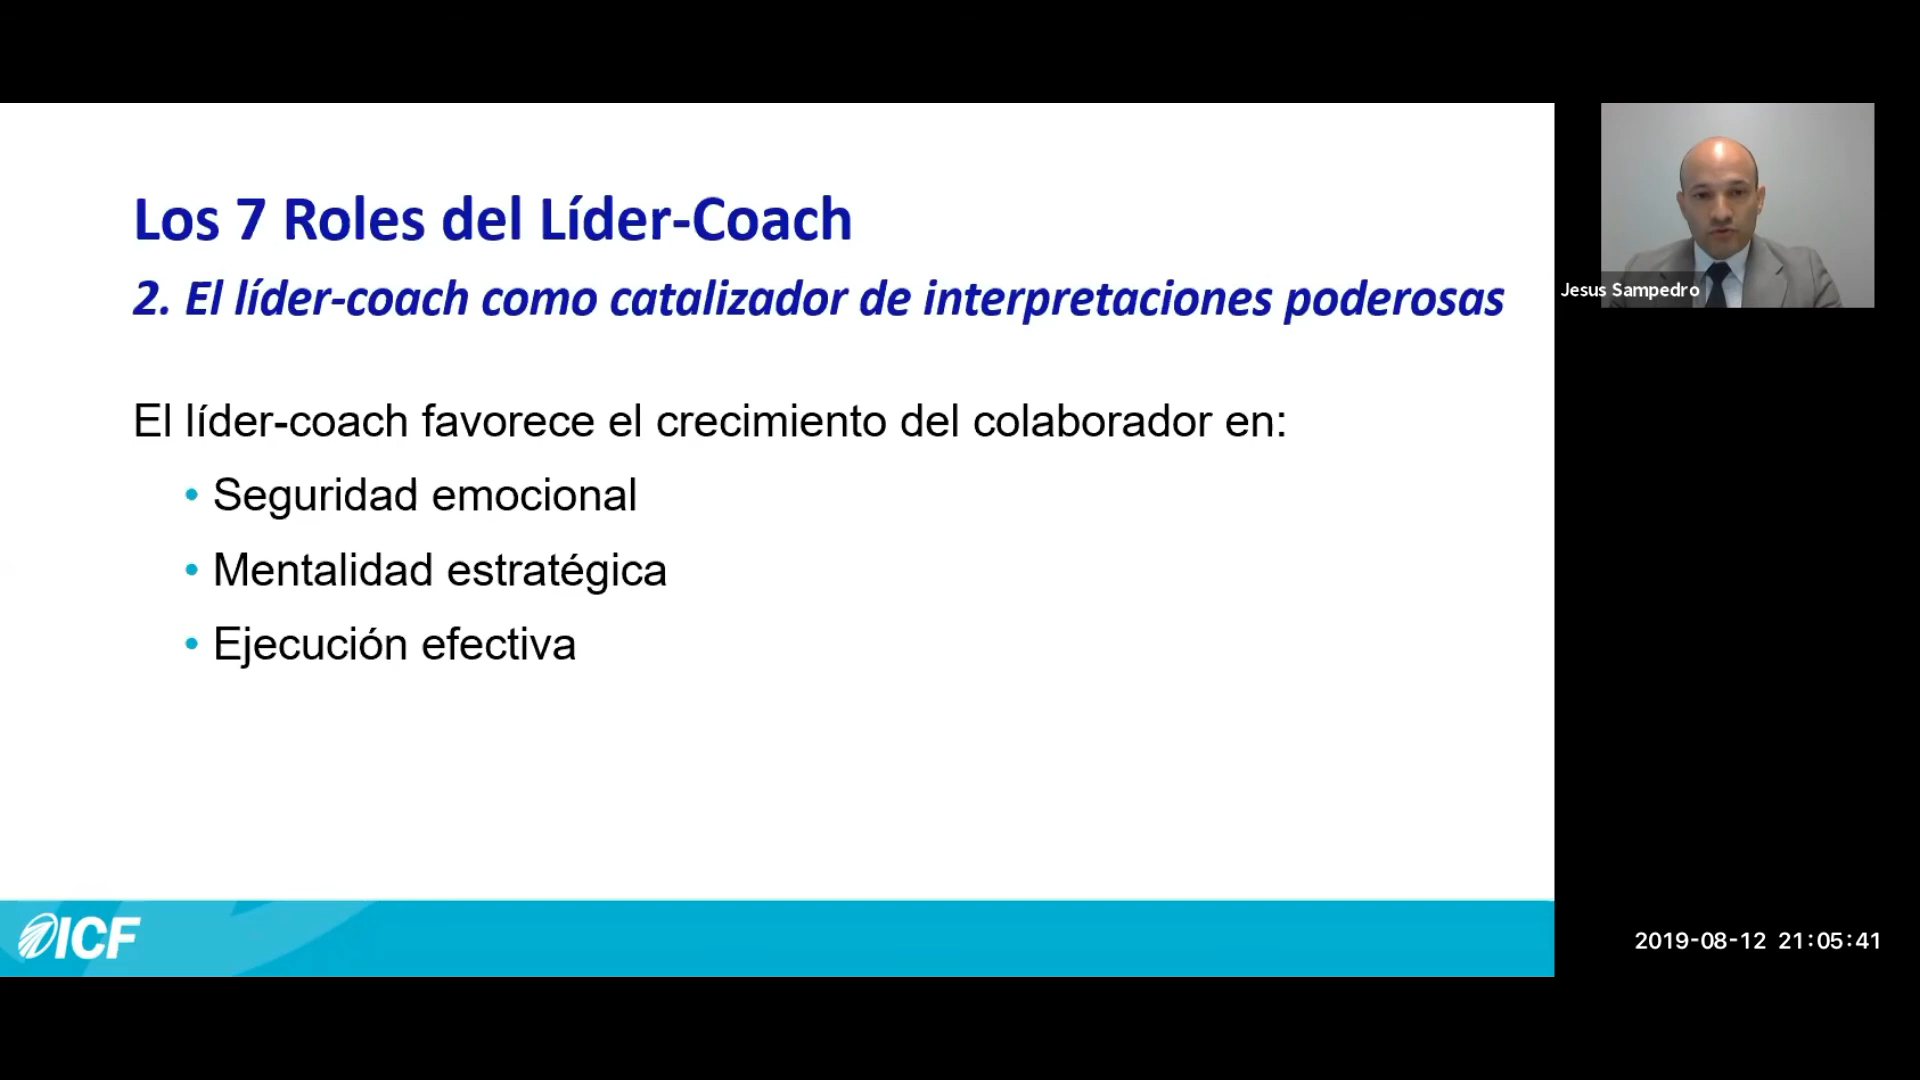 Los 7 Roles del Líder-Coach
2. El líder-coach como catalizador de interpretaciones poderosas
El líder-coach favorece el crecimiento del colaborador en:
• Seguridad emocional
• Mentalidad estratégica
• Ejecución efectiva
ICF
Jesus Sampedro
2019-08-12 21:05:41